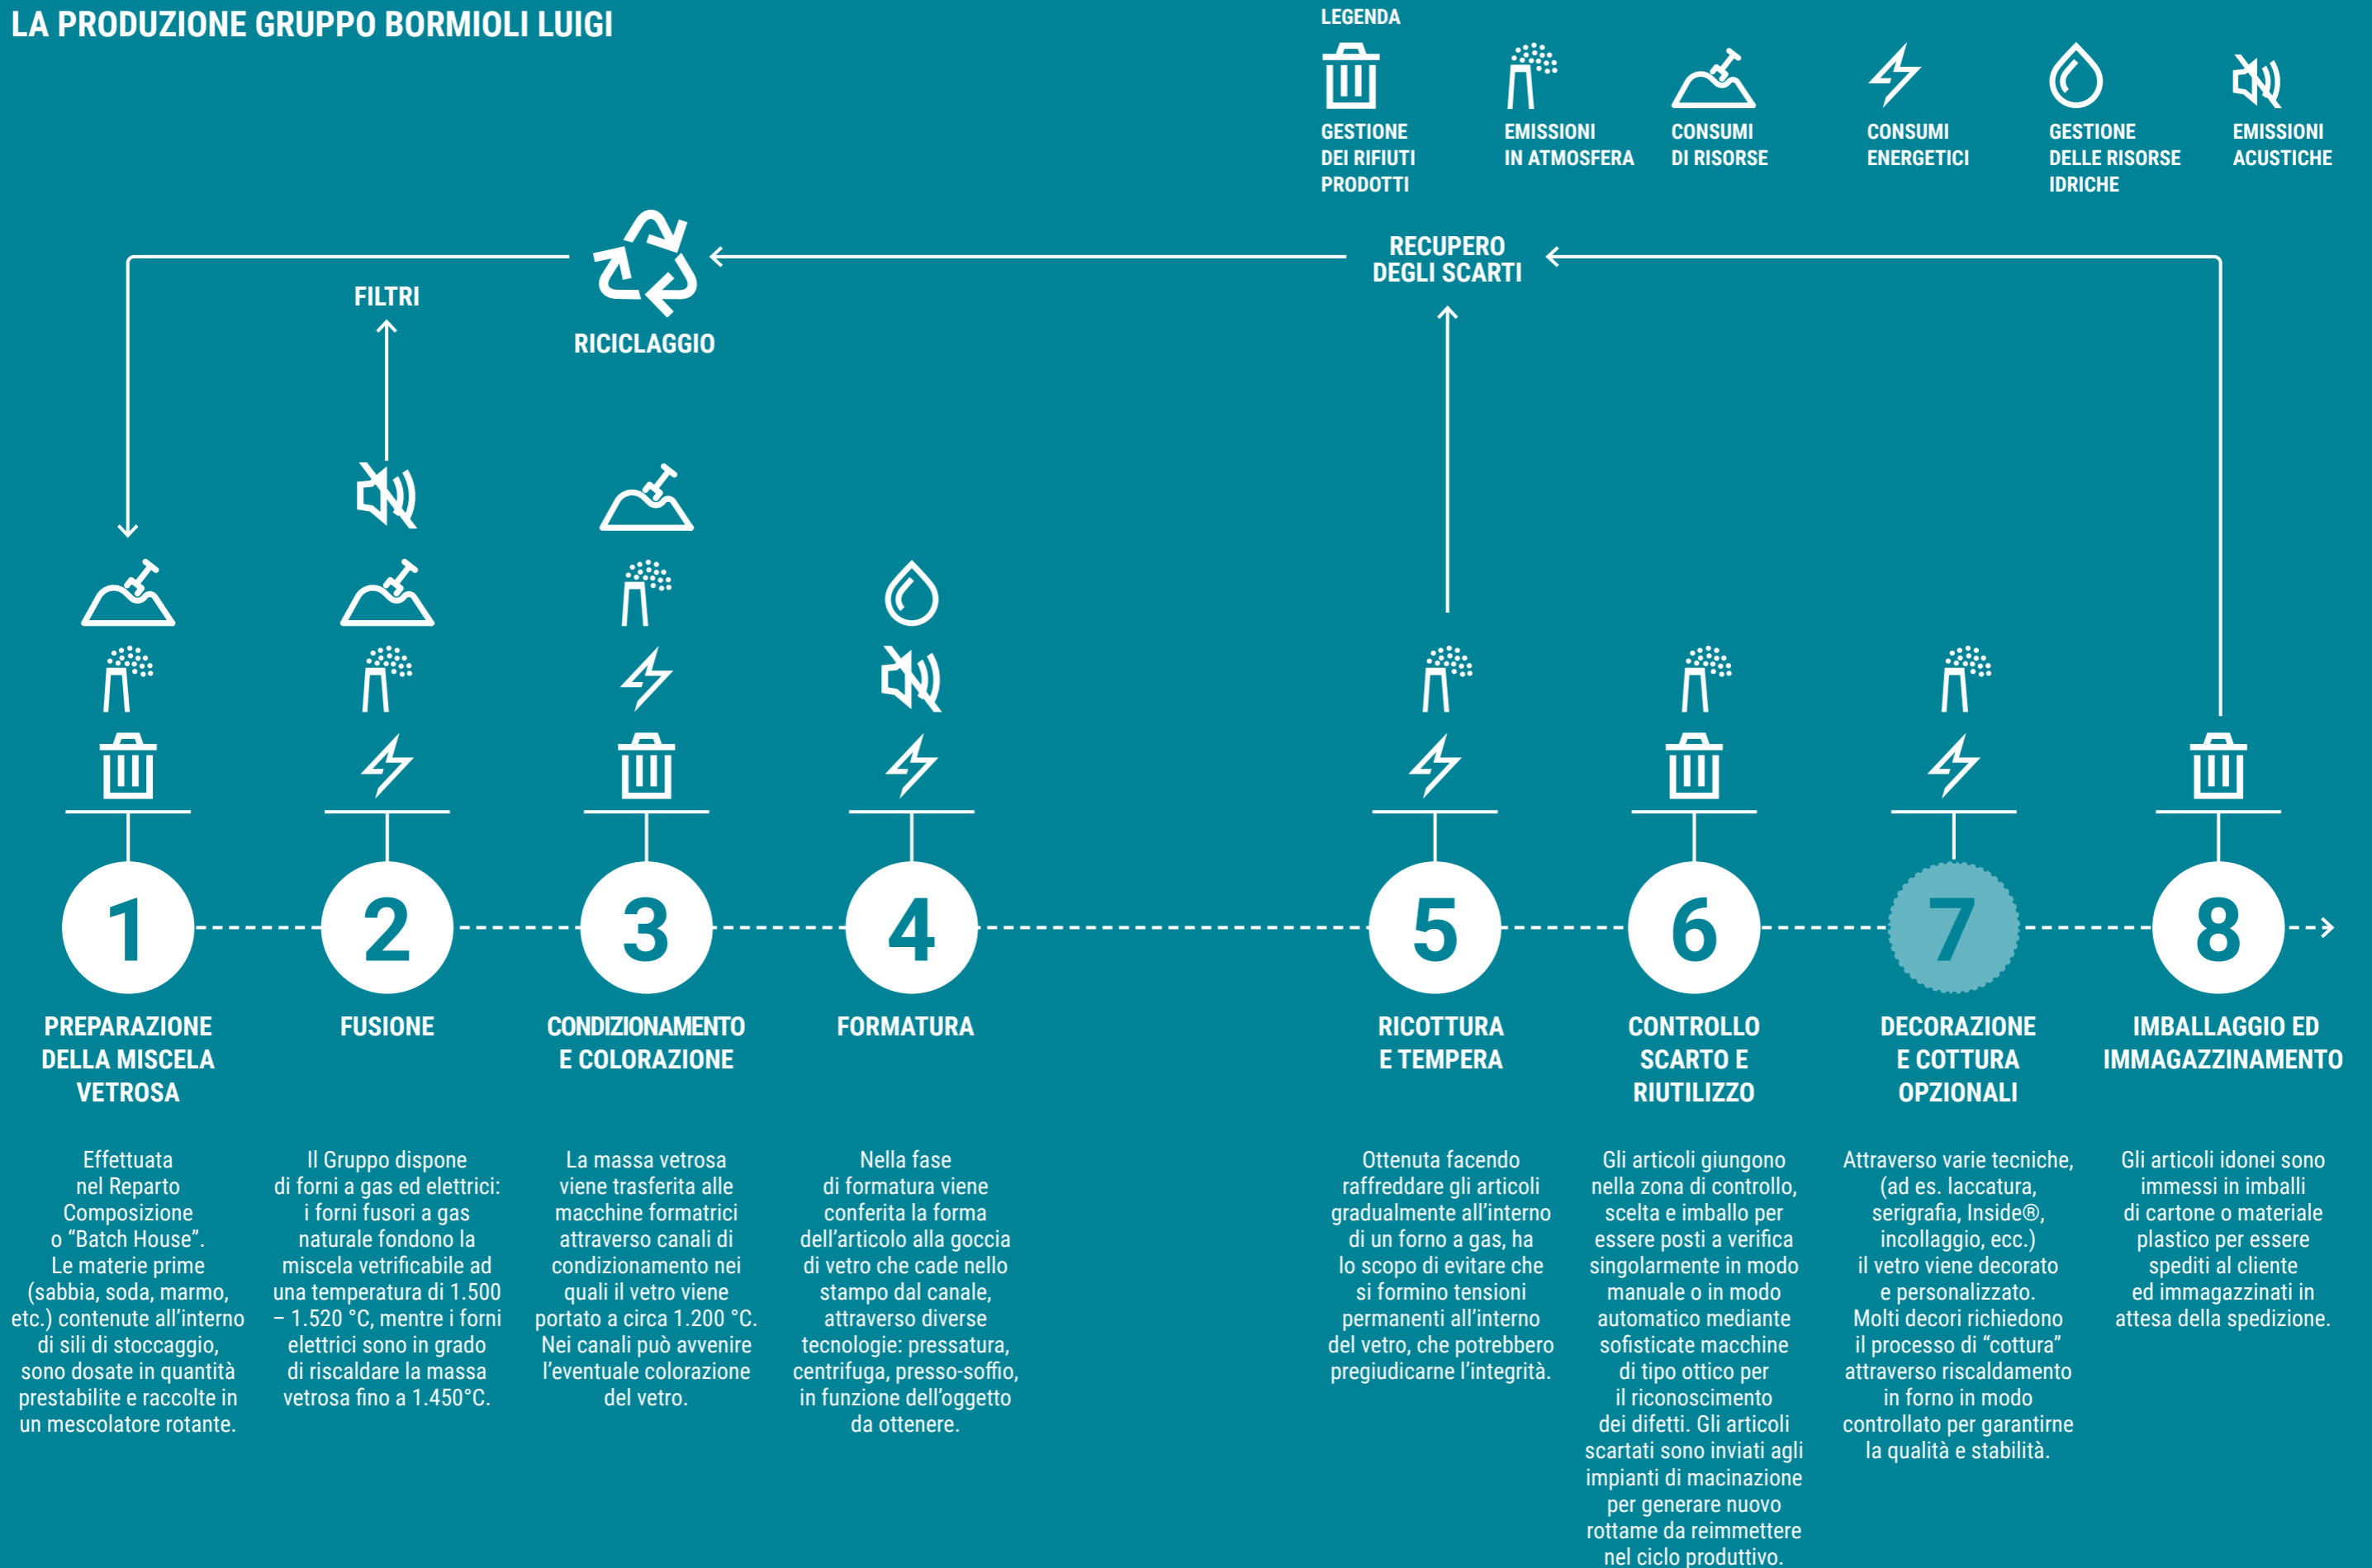 LA PRODUZIONE GRUPPO BORMIOLI LUIGI
LEGENDA
GESTIONE
DEI RIFIUTI
PRODOTTI
EMISSIONI
IN ATMOSFERA
CONSUMI
DI RISORSE
CONSUMI
ENERGETICI
GESTIONE
DELLE RISORSE
IDRICHE
EMISSIONI
ACUSTICHE
RECUPERO
DEGLI SCARTI
FILTRI
RICICLAGGIO
1
PREPARAZIONE
DELLA MISCELA
VETROSA
Effettuata
nel Reparto
Composizione
o “Batch House”.
Le materie prime
(sabbia, soda, marmo,
etc.) contenute all’interno
di sili di stoccaggio,
sono dosate in quantità
prestabilite e raccolte in
un mescolatore rotante.
2
FUSIONE
Il Gruppo dispone
di forni a gas ed elettrici:
i forni fusori a gas
naturale fondono la
miscela vetrificabile ad
una temperatura di 1.500
– 1.520 °C, mentre i forni
elettrici sono in grado
di riscaldare la massa
vetrosa fino a 1.450°C.
3
CONDIZIONAMENTO
E COLORAZIONE
La massa vetrosa
viene trasferita alle
macchine formatrici
attraverso canali di
condizionamento nei
quali il vetro viene
portato a circa 1.200 °C.
Nei canali può avvenire
l’eventuale colorazione
del vetro.
4
FORMATURA
Nella fase
di formatura viene
conferita la forma
dell’articolo alla goccia
di vetro che cade nello
stampo dal canale,
attraverso diverse
tecnologie: pressatura,
centrifuga, presso-soffio,
in funzione dell’oggetto
da ottenere.
5
RICOTTURA
E TEMPERA
Ottenuta facendo
raffreddare gli articoli
gradualmente all’interno
di un forno a gas, ha
lo scopo di evitare che
si formino tensioni
permanenti all’interno
del vetro, che potrebbero
pregiudicarne l’integrità.
6
CONTROLLO
SCARTO E
RIUTILIZZO
Gli articoli giungono
nella zona di controllo,
scelta e imballo per
essere posti a verifica
singolarmente in modo
manuale o in modo
automatico mediante
sofisticate macchine
di tipo ottico per
il riconoscimento
dei difetti. Gli articoli
scartati sono inviati agli
impianti di macinazione
per generare nuovo
rottame da reimmettere
nel ciclo produttivo.
7
DECORAZIONE
E COTTURA
OPZIONALI
Attraverso varie tecniche,
(ad es. laccatura,
serigrafia, Inside®,
incollaggio, ecc.)
il vetro viene decorato
e personalizzato.
Molti decori richiedono
il processo di “cottura”
attraverso riscaldamento
in forno in modo
controllato per garantirne
la qualità e stabilità.
8
IMBALLAGGIO ED
IMMAGAZZINAMENTO
Gli articoli idonei sono
immessi in imballi
di cartone o materiale
plastico per essere
spediti al cliente
ed immagazzinati in
attesa della spedizione.